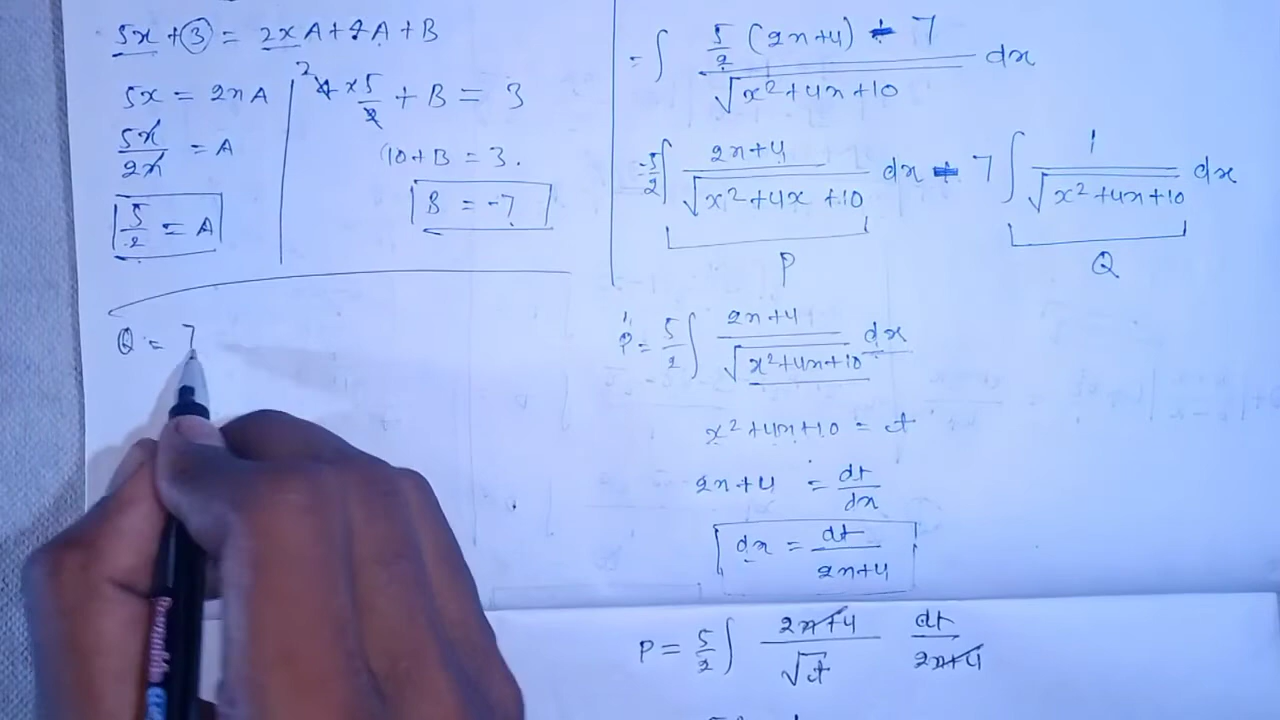 5x + 3 = 2x A + 4A + B
5x = 2x A
5x/2x = A
5/2 = A
2 4 × 5/2 + B = 3
10 + B = 3.
B = -7
Q = 7
= ∫ 5/2 (2x+4) - 7 / √x²+4x+10 dx
= 5/2 ∫ 2x+4 / √x²+4x+10 dx - 7 ∫ 1 / √x²+4x+10 dx
P Q
P = 5/2 ∫ 2x+4 / √x²+4x+10 dx
x²+4x+10 = t
2x+4 = dt/dx
dx = dt / 2x+4
P = 5/2 ∫ 2x+4 / √t dt / 2x+4